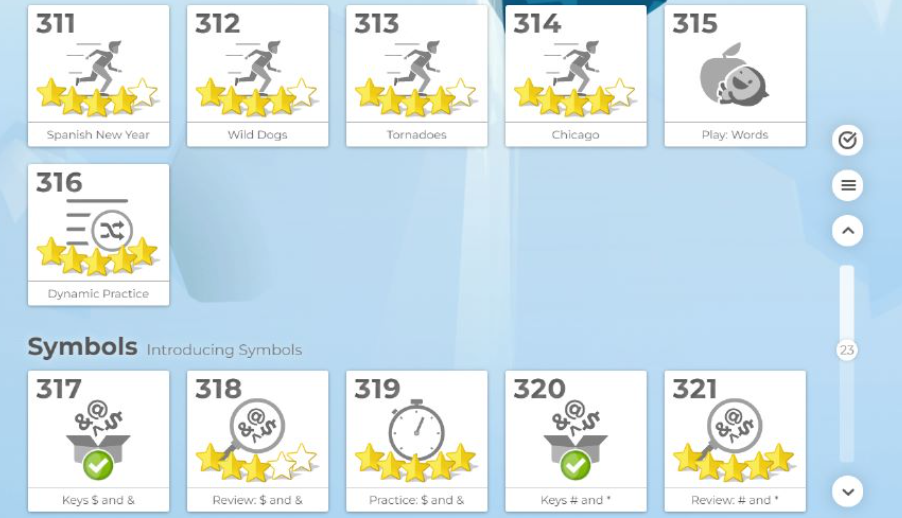 311
312
313
314
315
Spanish New Year
Wild Dogs
Tornadoes
Chicago
Play: Words
316
Dynamic Practice
Symbols Introducing Symbols
317
318
319
320
321
Keys $ and &
Review: $ and &
Practice: $ and &
Keys # and *
Review: # and *
23